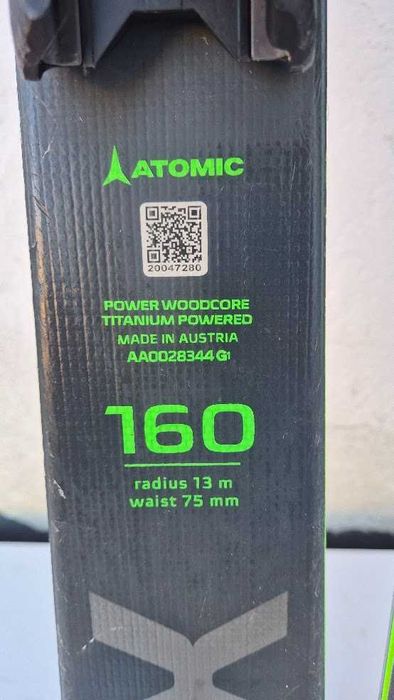 ATOMIC
20047280
POWER WOODCORE
TITANIUM POWERED
MADE IN AUSTRIA
AA0028344 G1
160
radius 13 m
waist 75 mm
X